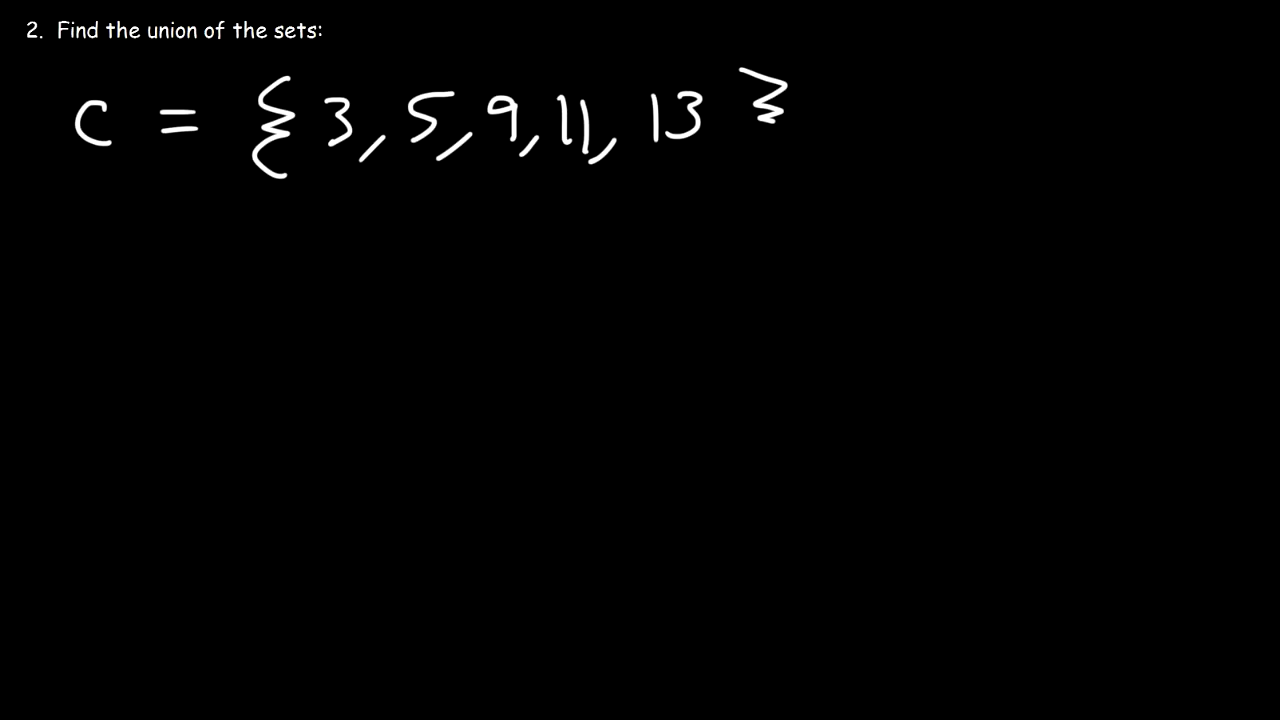 2. Find the union of the sets:
C = {3, 5, 9, 11, 13}